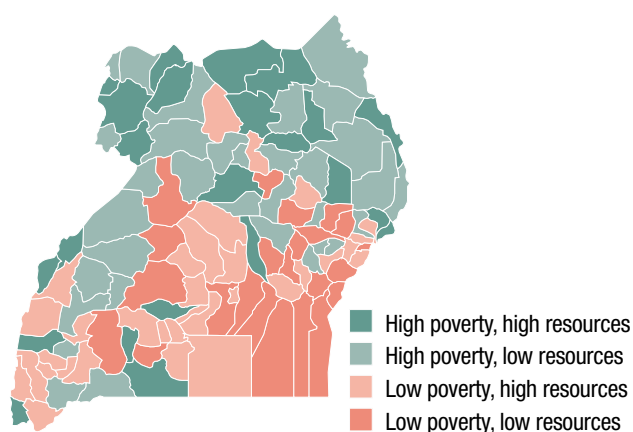 High poverty, high resources
High poverty, low resources
Low poverty, high resources
Low poverty, low resources